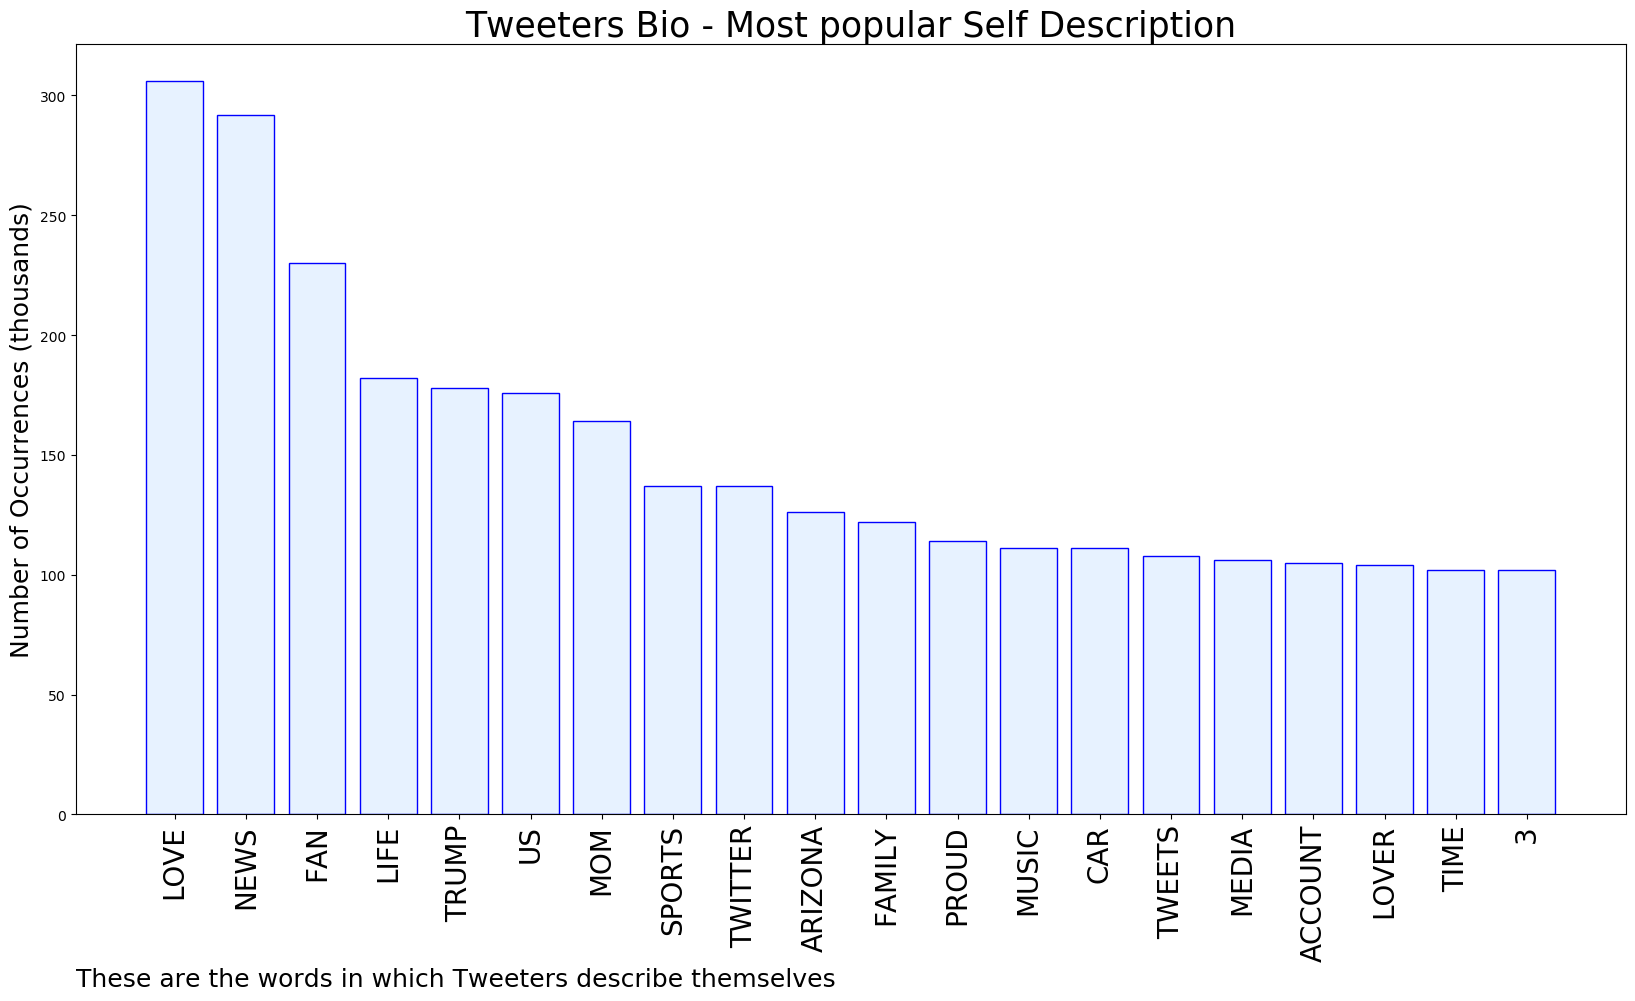 Tweeters Bio - Most popular Self Description
Number of Occurrences (thousands)
300
250
200
150
100
50
0
LOVE
NEWS
FAN
LIFE
TRUMP
US
MOM
SPORTS
TWITTER
ARIZONA
FAMILY
PROUD
MUSIC
CAR
TWEETS
MEDIA
ACCOUNT
LOVER
TIME
3
These are the words in which Tweeters describe themselves